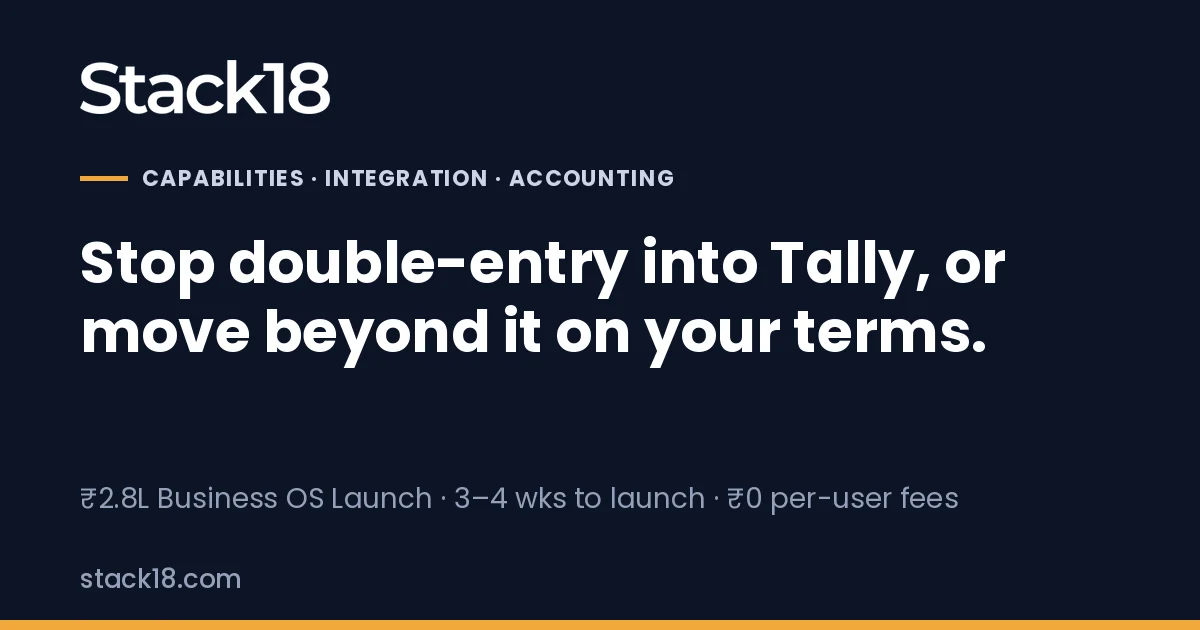 Stack18
CAPABILITIES · INTEGRATION · ACCOUNTING
Stop double-entry into Tally, or
move beyond it on your terms.
₹2.8L Business OS Launch · 3–4 wks to launch · ₹0 per-user fees
stack18.com